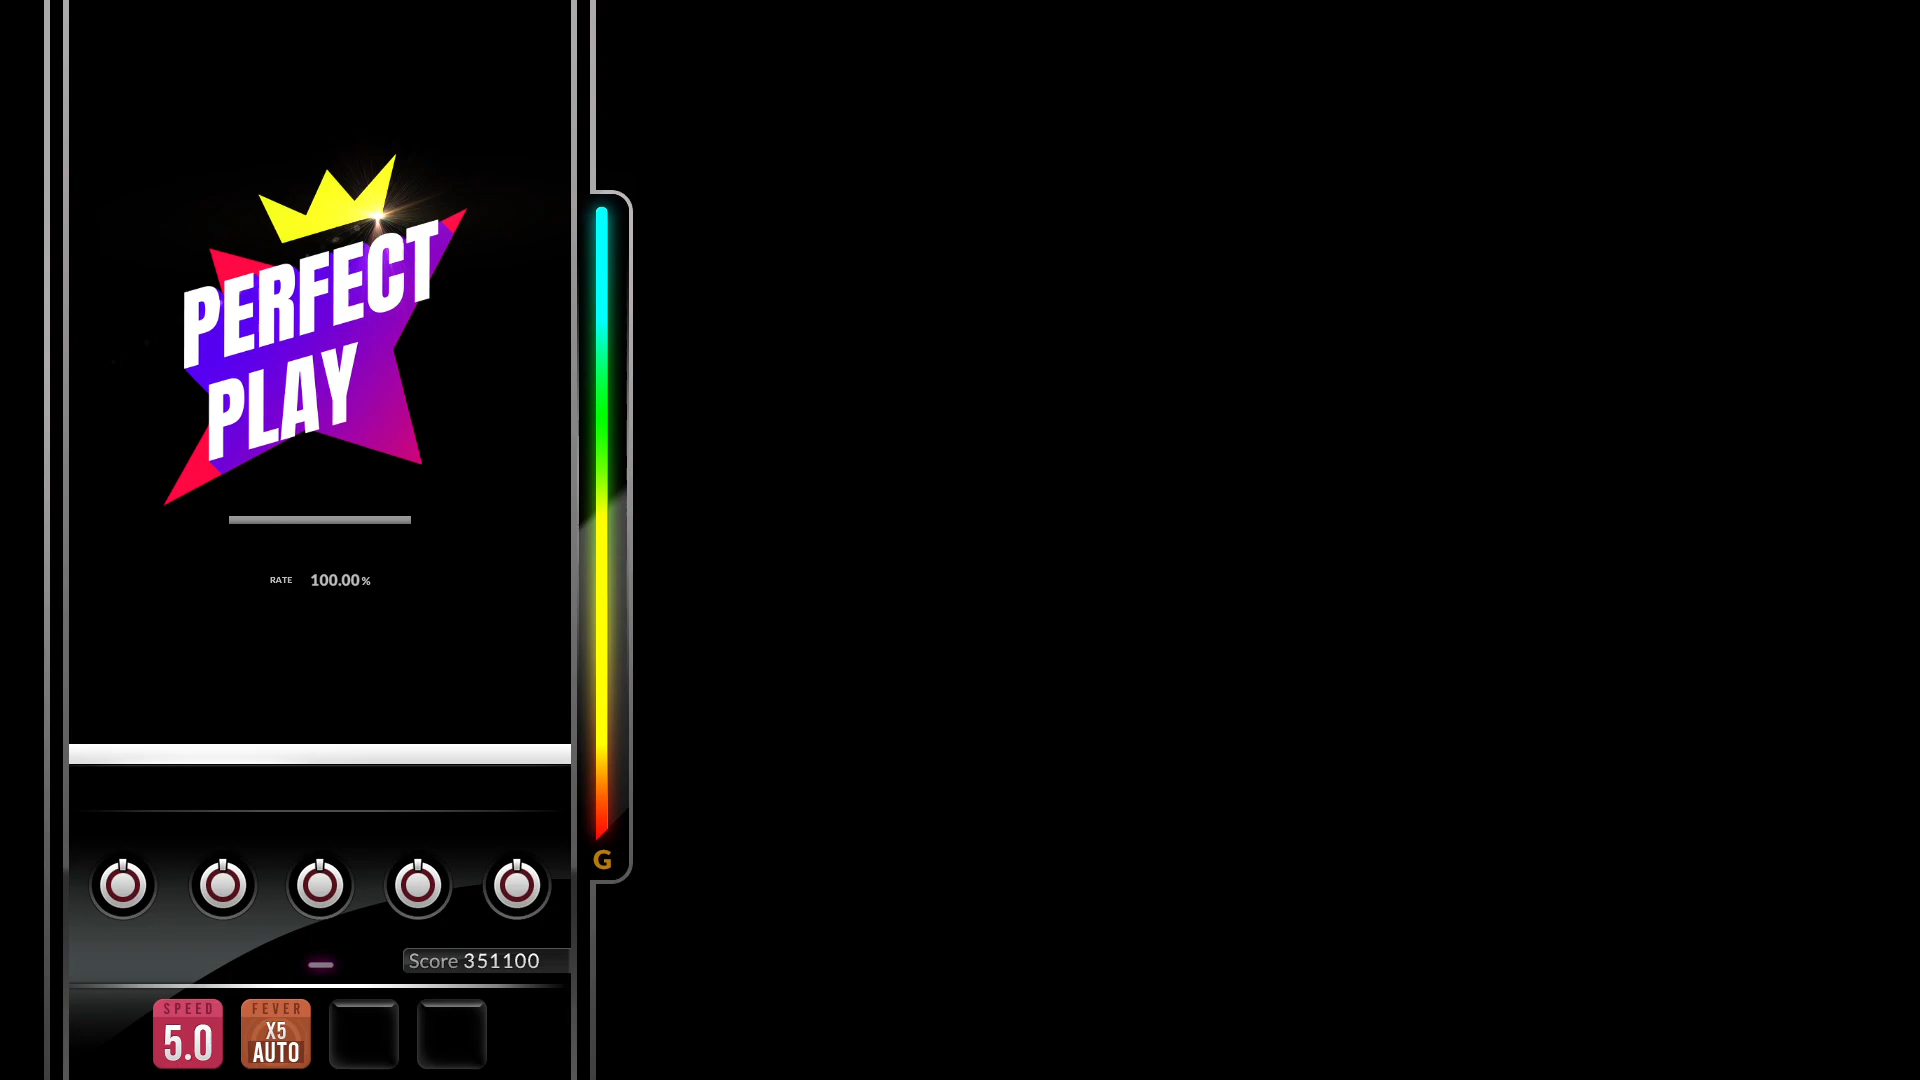 PERFECT
PLAY
RATE 100.00%
G
Score 351100
SPEED
5.0
FEVER
X5
AUTO